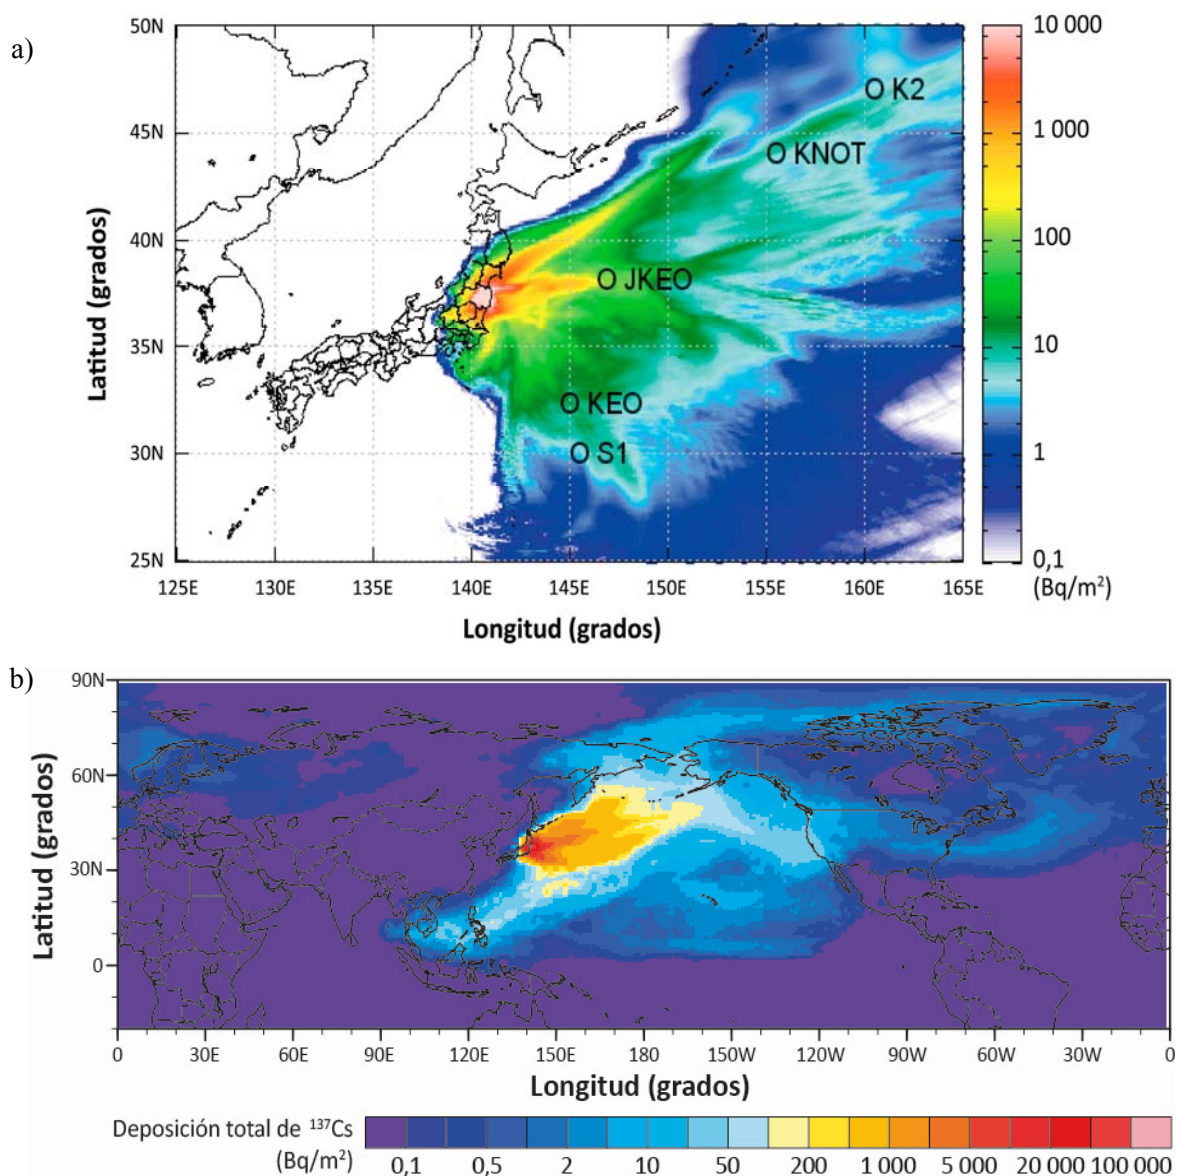 a)
50N
45N
40N
35N
30N
25N
Latitud (grados)
O K2
O KNOT
O JKEO
O KEO
O S1
125E 130E 135E 140E 145E 150E 155E 160E 165E
Longitud (grados)
10 000
1 000
100
10
1
0,1
(Bq/m²)
b)
90N
60N
30N
0
Latitud (grados)
0 30E 60E 90E 120E 150E 180 150W 120W 90W 60W 30W 0
Longitud (grados)
Deposición total de ¹³⁷Cs
(Bq/m²)
0,1 0,5 2 10 50 200 1 000 5 000 20 000 100 000